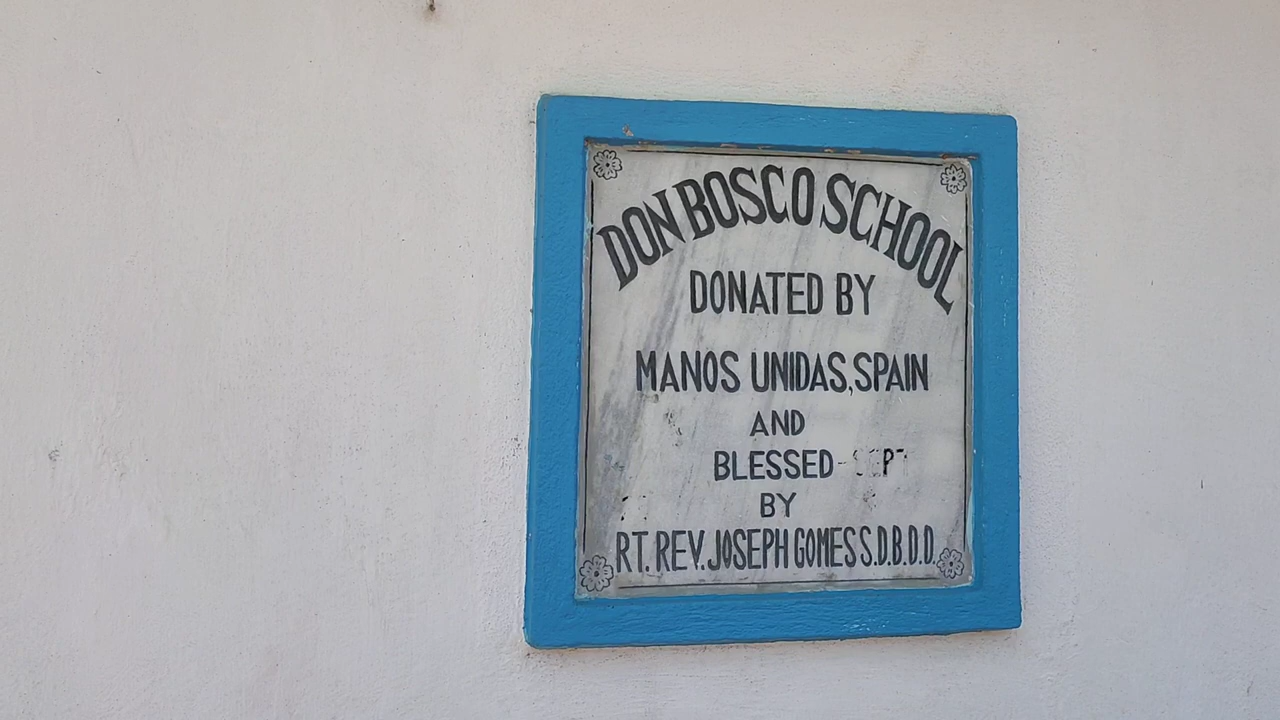 DON BOSCO SCHOOL
DONATED BY
MANOS UNIDAS, SPAIN
AND
BLESSED-
BY
RT. REV. JOSEPH GOMES S.D.B.D.D.